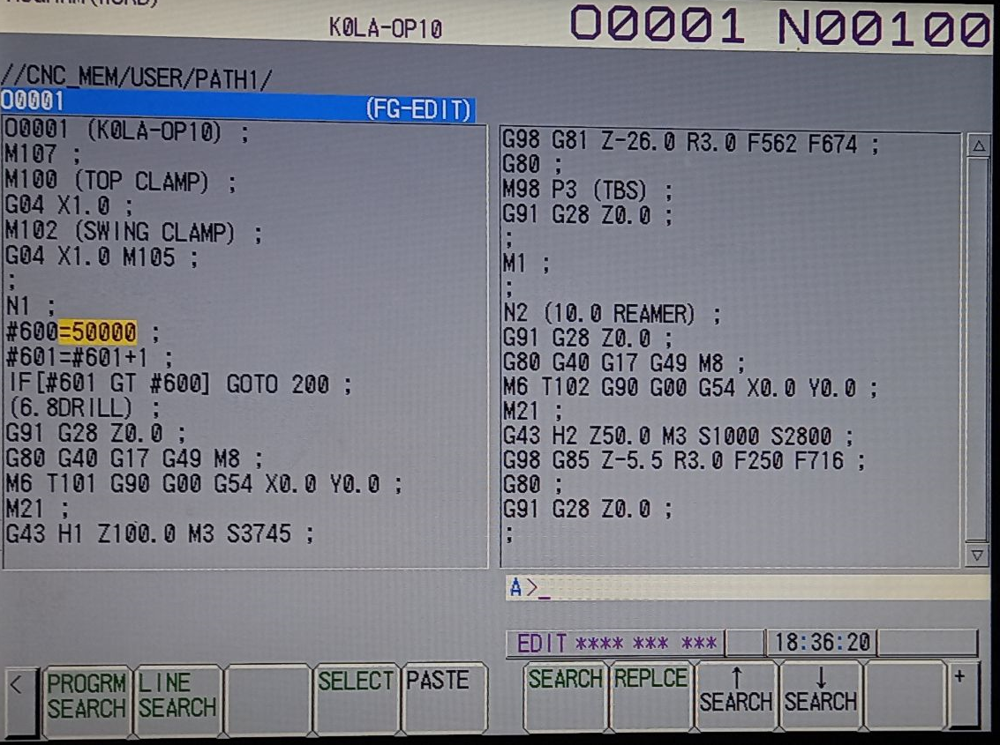 K0LA-OP10
O0001 N00100
//CNC_MEM/USER/PATH1/
O0001 (FG-EDIT)
O0001 (K0LA-OP10) ;
M107 ;
M100 (TOP CLAMP) ;
G04 X1.0 ;
M102 (SWING CLAMP) ;
G04 X1.0 M105 ;
;
N1 ;
#600=50000 ;
#601=#601+1 ;
IF[#601 GT #600] GOTO 200 ;
(6.8DRILL) ;
G91 G28 Z0.0 ;
G80 G40 G17 G49 M8 ;
M6 T101 G90 G00 G54 X0.0 Y0.0 ;
M21 ;
G43 H1 Z100.0 M3 S3745 ;
G98 G81 Z-26.0 R3.0 F562 F674 ;
G80 ;
M98 P3 (TBS) ;
G91 G28 Z0.0 ;
;
M1 ;
;
N2 (10.0 REAMER) ;
G91 G28 Z0.0 ;
G80 G40 G17 G49 M8 ;
M6 T102 G90 G00 G54 X0.0 Y0.0 ;
M21 ;
G43 H2 Z50.0 M3 S1000 S2800 ;
G98 G85 Z-5.5 R3.0 F250 F716 ;
G80 ;
G91 G28 Z0.0 ;
;
A>_
EDIT **** *** ***
18:36:20
< PROGRM SEARCH
LINE SEARCH
SELECT
PASTE
SEARCH
REPLCE
↑ SEARCH
↓ SEARCH
+